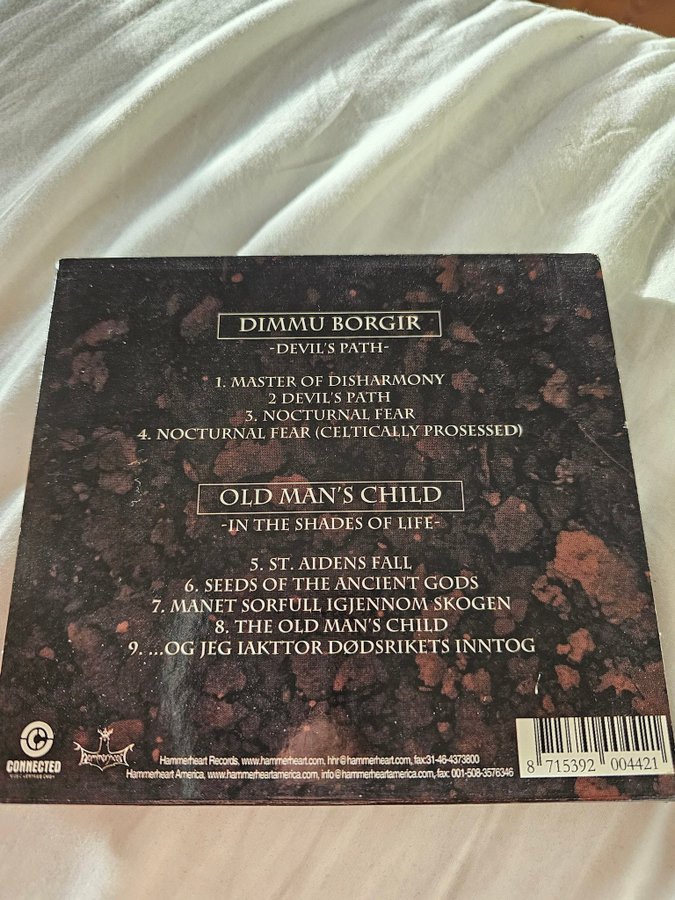 DIMMU BORGIR
-DEVIL'S PATH-
1. MASTER OF DISHARMONY
2 DEVIL'S PATH
3. NOCTURNAL FEAR
4. NOCTURNAL FEAR (CELTICALLY PROSESSED)
OLD MAN'S CHILD
-IN THE SHADES OF LIFE-
5. ST. AIDENS FALL
6. SEEDS OF THE ANCIENT GODS
7. MANET SORFULL IGJENNOM SKOGEN
8. THE OLD MAN'S CHILD
9. ...OG JEG IAKTTOR DØDSRIKETS INNTOG
CONNECTED
Hammerheart
Hammerheart Records, www.hammerheart.com, hhr@hammerheart.com, fax:31-46-4373800
Hammerheart America, www.hammerheartamerica.com, info@hammerheartamerica.com, fax: 001-508-3576346
8 715392 004421